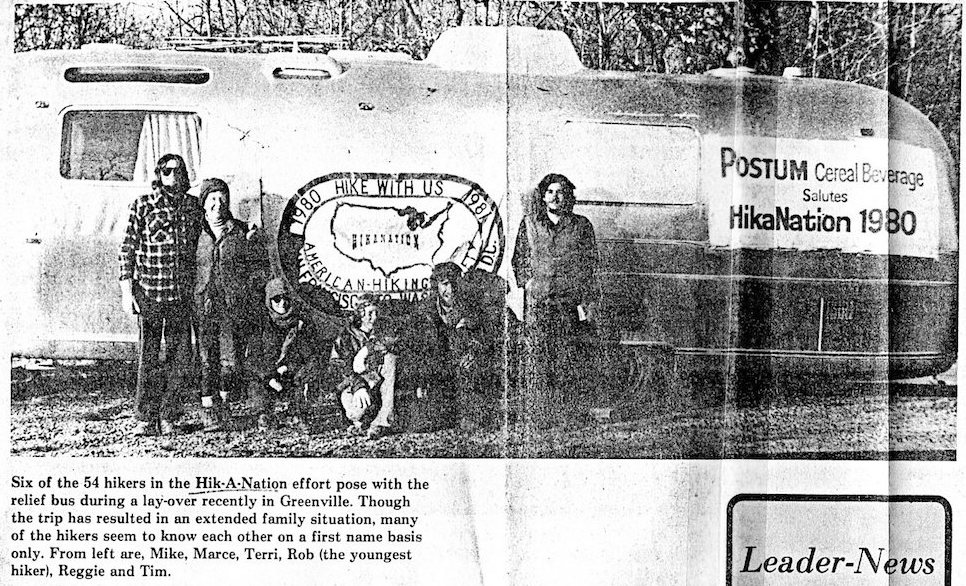 1980 HIKE WITH US 1981
HIKANATION
AMERICAN-HIKING
D.C.
POSTUM Cereal Beverage
Salutes
HikaNation 1980
Six of the 54 hikers in the Hik-A-Nation effort pose with the
relief bus during a lay-over recently in Greenville. Though
the trip has resulted in an extended family situation, many
of the hikers seem to know each other on a first name basis
only. From left are, Mike, Marce, Terri, Rob (the youngest
hiker), Reggie and Tim.
Leader-News